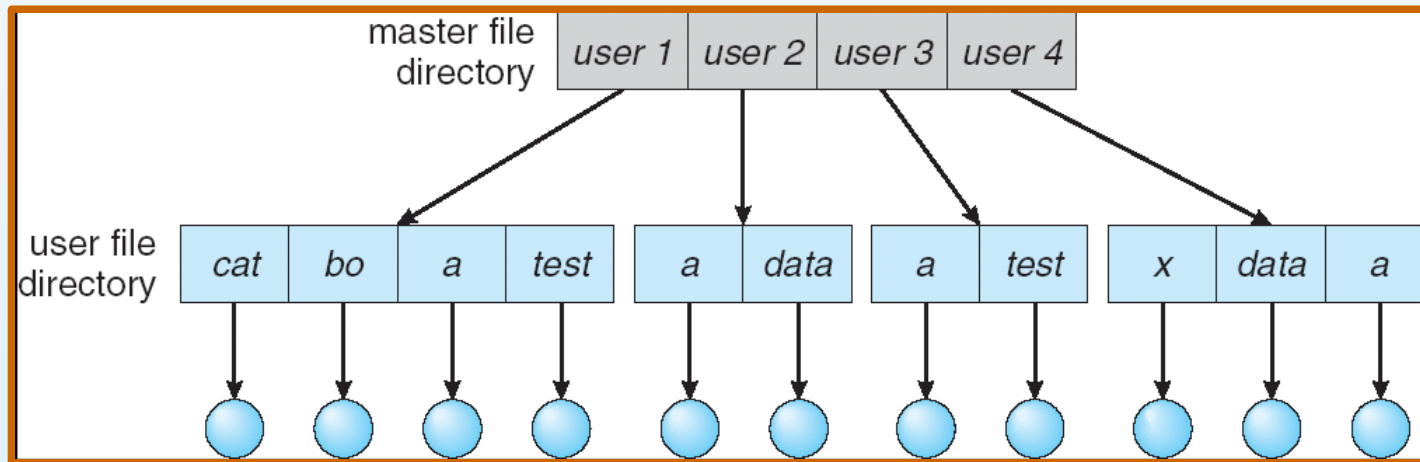 master file
directory
user 1 user 2 user 3 user 4
user file
directory
cat bo a test a data a test x data a